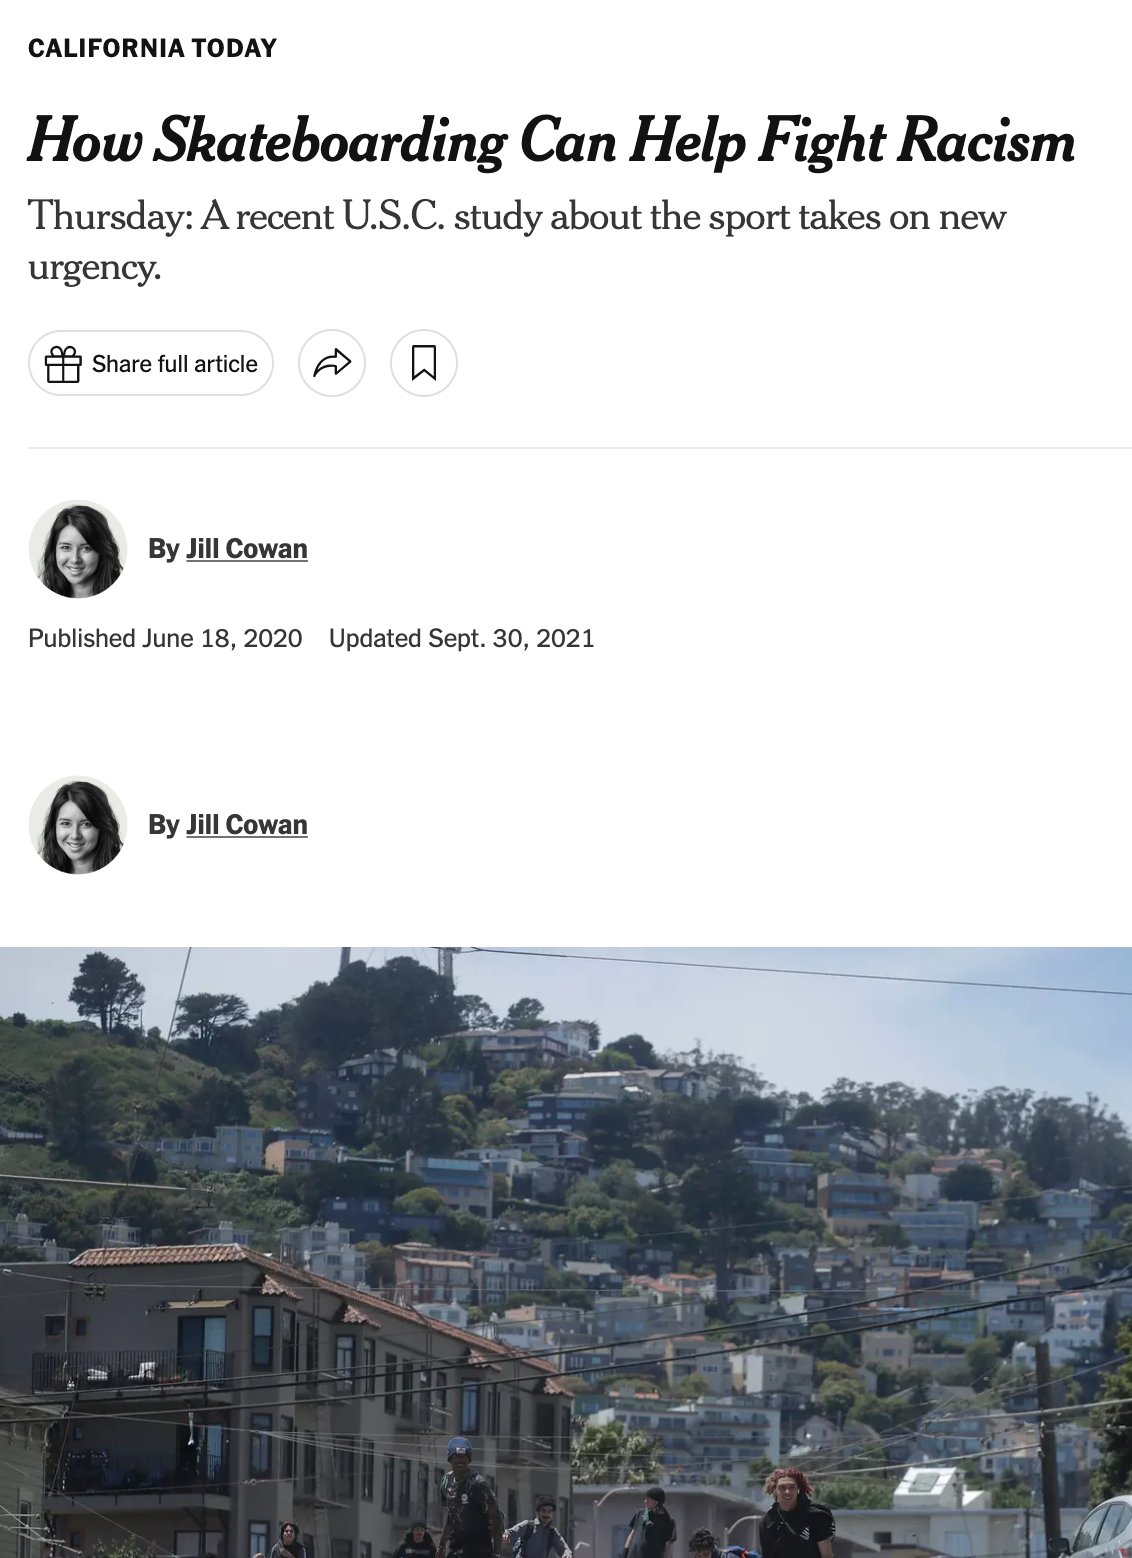 CALIFORNIA TODAY
How Skateboarding Can Help Fight Racism
Thursday: A recent U.S.C. study about the sport takes on new
urgency.
Share full article
By Jill Cowan
Published June 18, 2020 Updated Sept. 30, 2021
By Jill Cowan